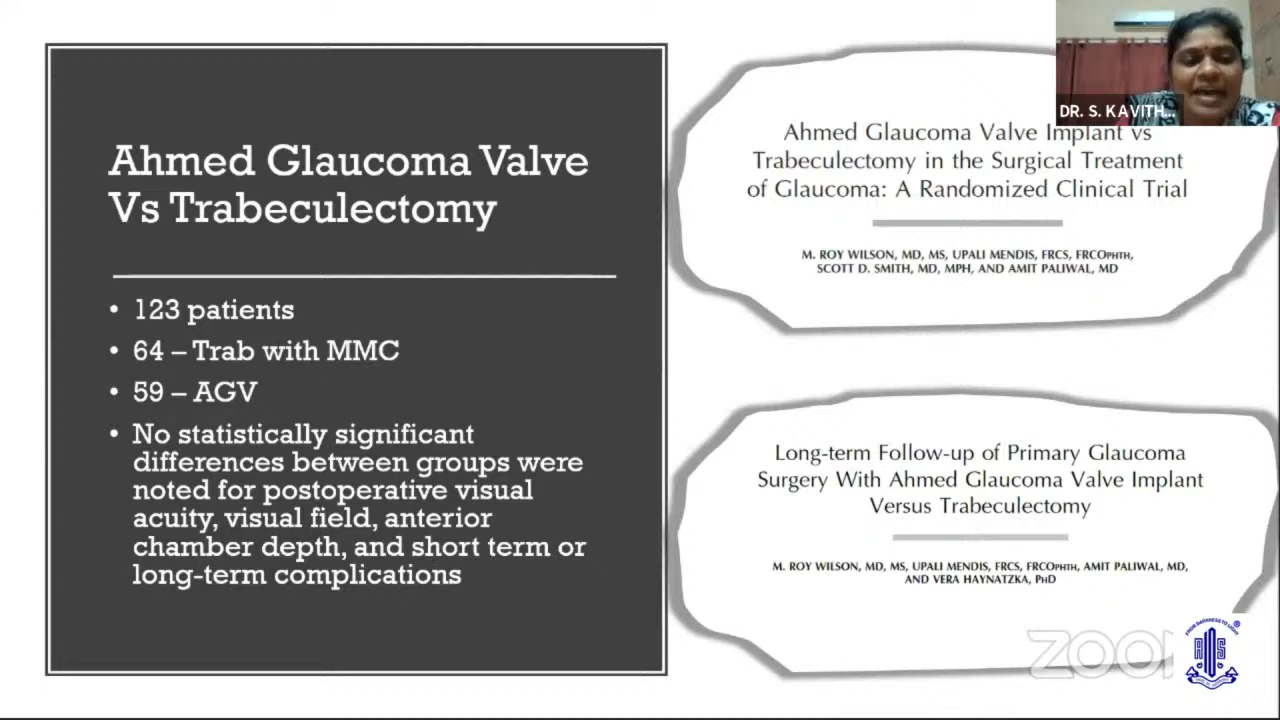 Ahmed Glaucoma Valve
Vs Trabeculectomy
• 123 patients
• 64 – Trab with MMC
• 59 – AGV
• No statistically significant
differences between groups were
noted for postoperative visual
acuity, visual field, anterior
chamber depth, and short term or
long-term complications
DR. S. KAVITH...
Ahmed Glaucoma Valve Implant vs
Trabeculectomy in the Surgical Treatment
of Glaucoma: A Randomized Clinical Trial
M. ROY WILSON, MD, MS, UPALI MENDIS, FRCS, FRCOPHTH,
SCOTT D. SMITH, MD, MPH, AND AMIT PALIWAL, MD
Long-term Follow-up of Primary Glaucoma
Surgery With Ahmed Glaucoma Valve Implant
Versus Trabeculectomy
M. ROY WILSON, MD, MS, UPALI MENDIS, FRCS, FRCOPHTH, AMIT PALIWAL, MD,
AND VERA HAYNATZKA, PHD
ZOO
FROM DARKNESS TO LIGHT